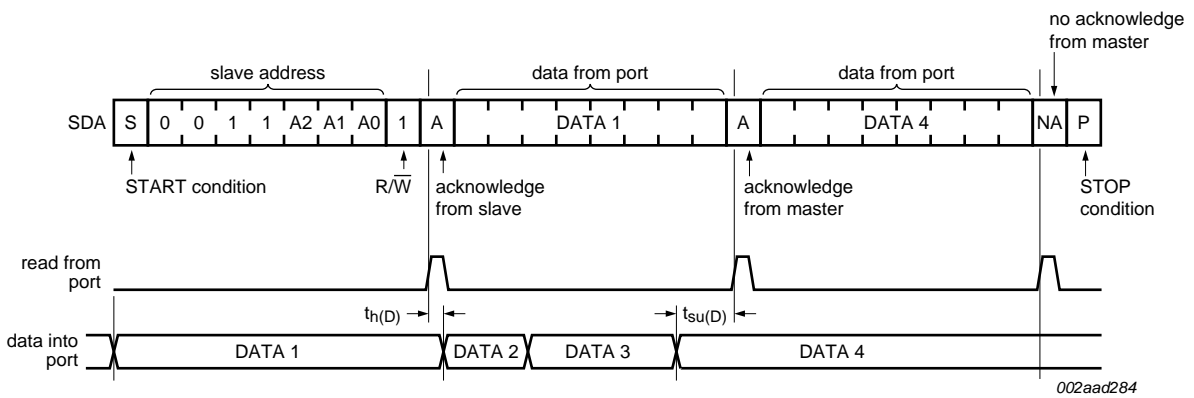 no acknowledge
from master
slave address
data from port
data from port
SDA S 0 0 1 1 A2 A1 A0 1 A DATA 1 A DATA 4 NA P
START condition
R/W̅
acknowledge
from slave
acknowledge
from master
STOP
condition
read from
port
th(D)
tsu(D)
data into
port
DATA 1 DATA 2 DATA 3 DATA 4
002aad284